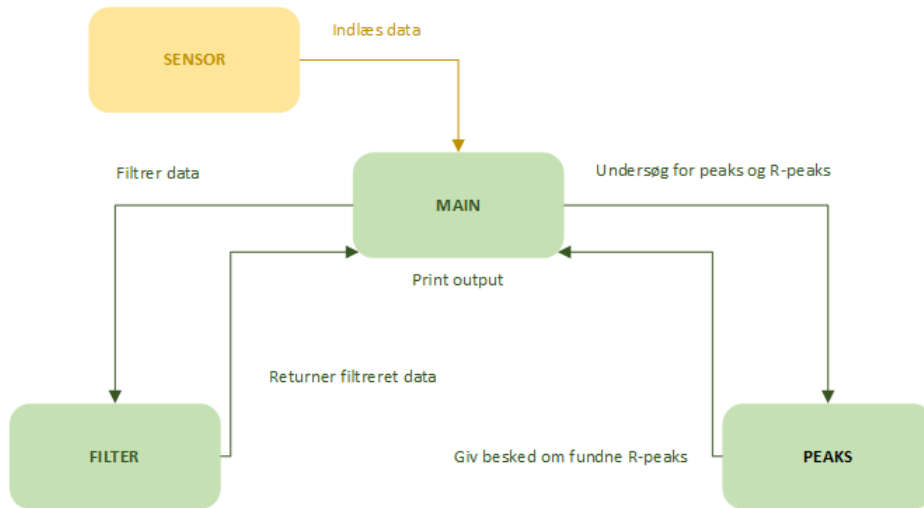 Indlæs data
SENSOR
Filtrer data
Undersøg for peaks og R-peaks
MAIN
Print output
Returner filtreret data
FILTER
Giv besked om fundne R-peaks
PEAKS